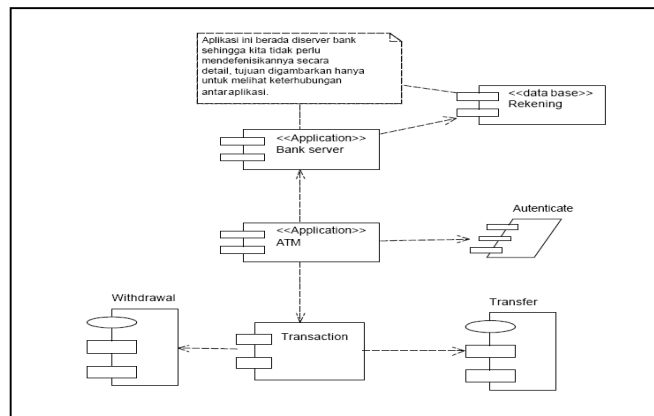 Aplikasi ini berada diserver bank
sehingga kita tidak perlu
mendefenisikannya secara
detail, tujuan digambarkan hanya
untuk melihat keterhubungan
antaraplikasi.
<<data base>>
Rekening
<<Application>>
Bank server
Autenticate
<<Application>>
ATM
Withdrawal
Transfer
Transaction